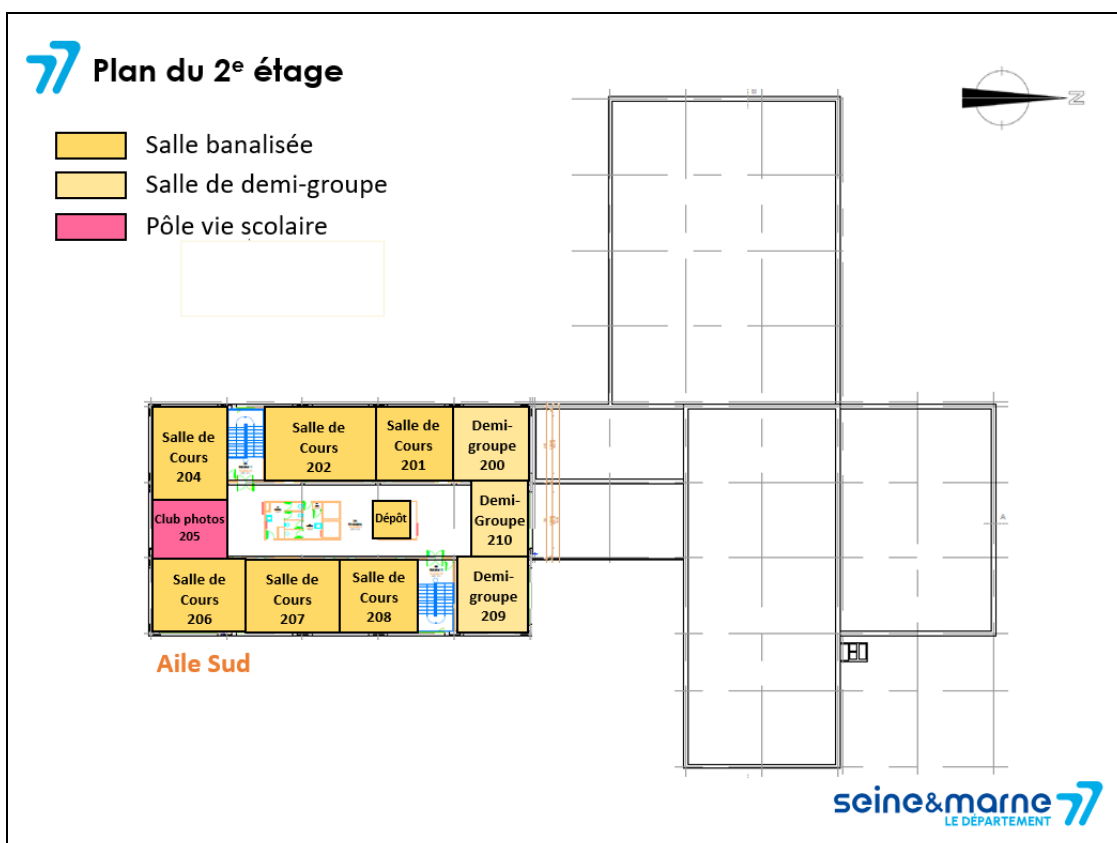 77 Plan du 2e étage
N
Salle banalisée
Salle de demi-groupe
Pôle vie scolaire
Salle de
Cours
204
Salle de
Cours
202
Salle de
Cours
201
Demi-
groupe
200
Club photos
205
Dépôt
Demi-
Groupe
210
A
Salle de
Cours
206
Salle de
Cours
207
Salle de
Cours
208
Demi-
groupe
209
Aile Sud
seine&marne 77
LE DÉPARTEMENT